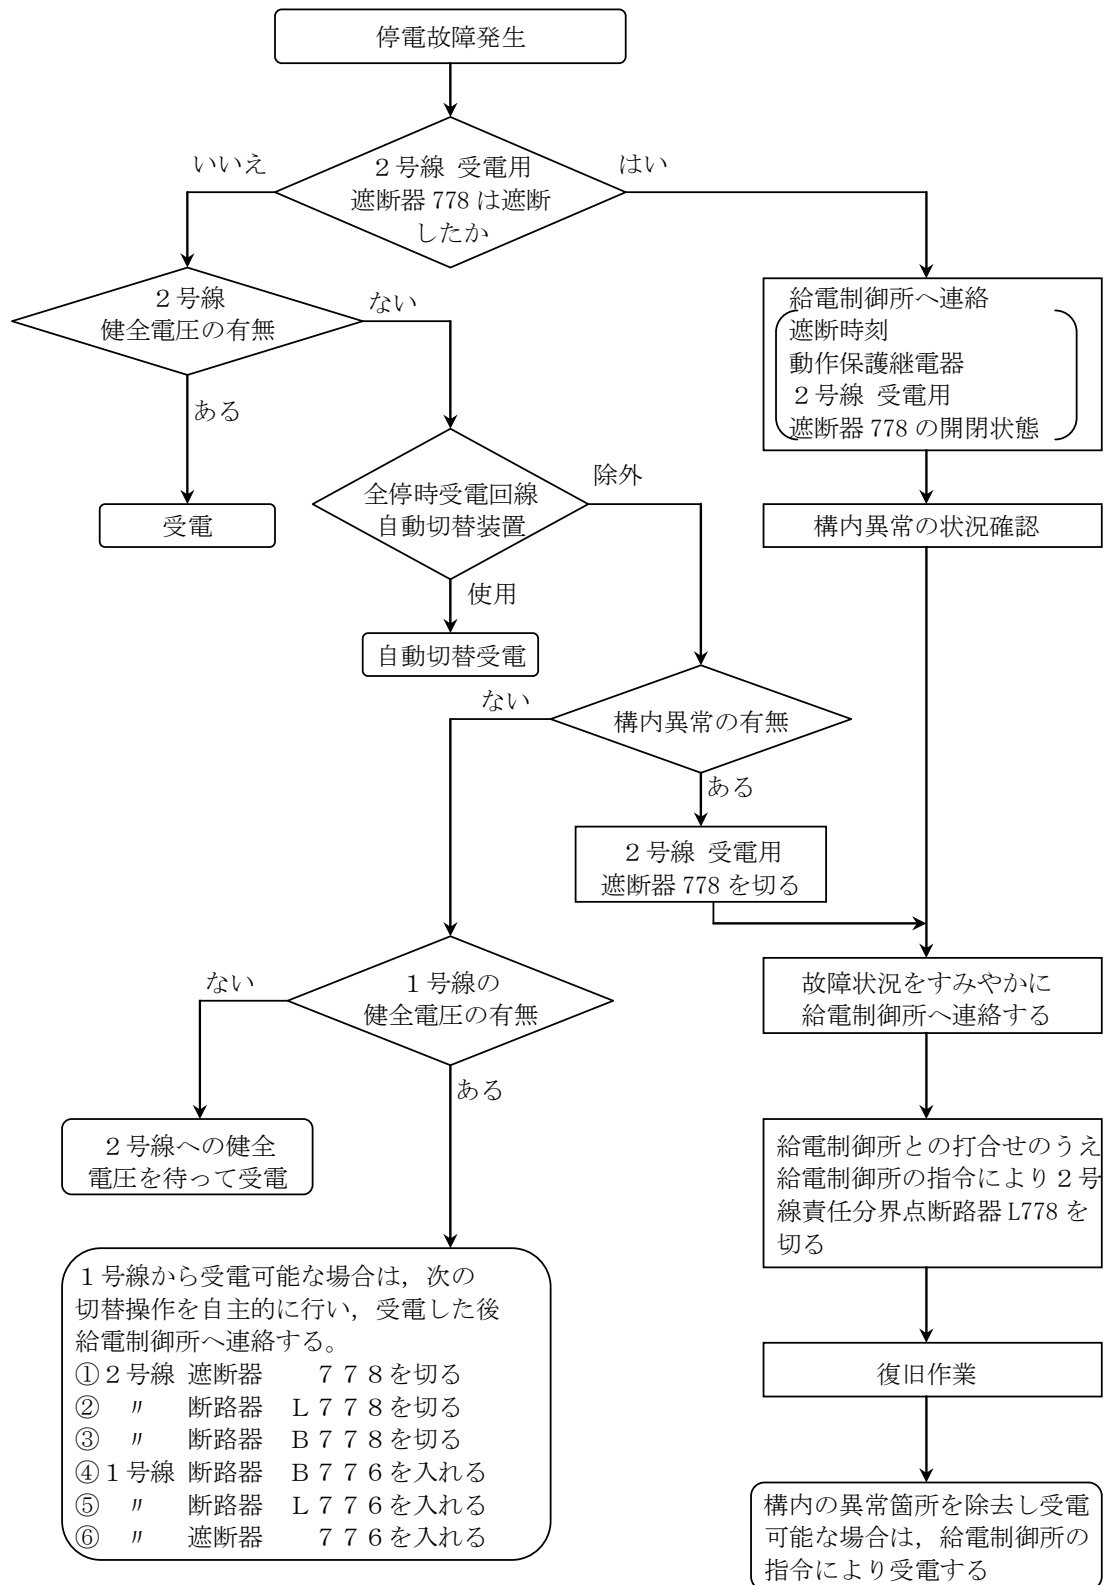 停電故障発生
いいえ
２号線 受電用
遮断器 778 は遮断
したか
はい
２号線
健全電圧の有無
ない
ある
受電
給電制御所へ連絡
遮断時刻
動作保護継電器
２号線 受電用
遮断器 778 の開閉状態
全停時受電回線
自動切替装置
除外
使用
自動切替受電
構内異常の状況確認
ない
構内異常の有無
ある
２号線 受電用
遮断器 778 を切る
ない
１号線の
健全電圧の有無
ある
２号線への健全
電圧を待って受電
１号線から受電可能な場合は，次の
切替操作を自主的に行い，受電した後
給電制御所へ連絡する。
①２号線 遮断器 ７７８を切る
② 〃 断路器 Ｌ７７８を切る
③ 〃 断路器 Ｂ７７８を切る
④１号線 断路器 Ｂ７７６を入れる
⑤ 〃 断路器 Ｌ７７６を入れる
⑥ 〃 遮断器 ７７６を入れる
故障状況をすみやかに
給電制御所へ連絡する
給電制御所との打合せのうえ
給電制御所の指令により２号
線責任分界点断路器 L778 を
切る
復旧作業
構内の異常箇所を除去し受電
可能な場合は，給電制御所の
指令により受電する